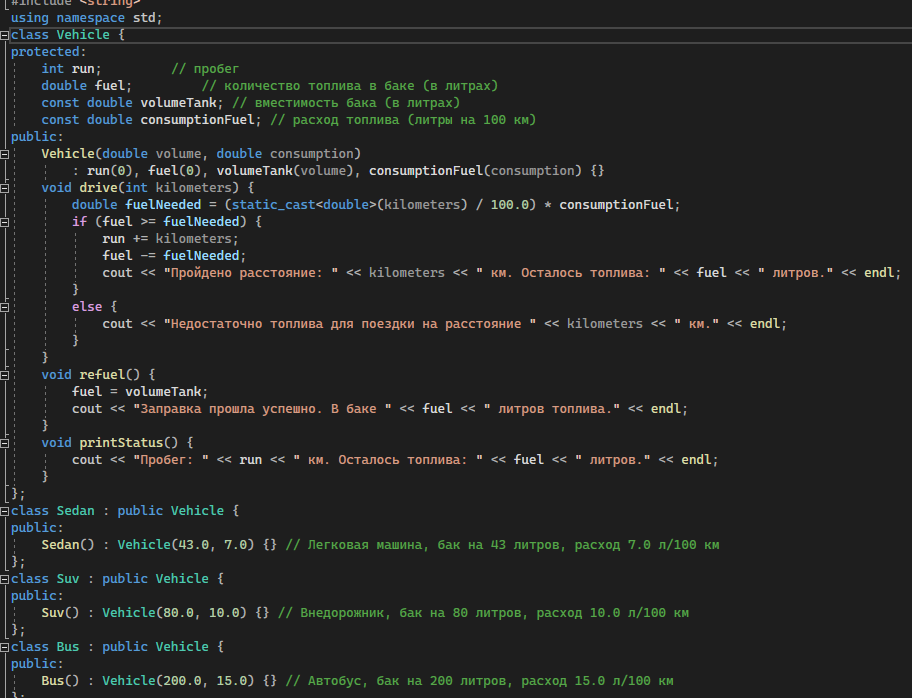 #include <string>
using namespace std;
class Vehicle {
protected:
    int run;         // пробег
    double fuel;         // количество топлива в баке (в литрах)
    const double volumeTank; // вместимость бака (в литрах)
    const double consumptionFuel; // расход топлива (литры на 100 км)
public:
    Vehicle(double volume, double consumption)
        : run(0), fuel(0), volumeTank(volume), consumptionFuel(consumption) {}
    void drive(int kilometers) {
        double fuelNeeded = (static_cast<double>(kilometers) / 100.0) * consumptionFuel;
        if (fuel >= fuelNeeded) {
            run += kilometers;
            fuel -= fuelNeeded;
            cout << "Пройдено расстояние: " << kilometers << " км. Осталось топлива: " << fuel << " литров." << endl;
        }
        else {
            cout << "Недостаточно топлива для поездки на расстояние " << kilometers << " км." << endl;
        }
    }
    void refuel() {
        fuel = volumeTank;
        cout << "Заправка прошла успешно. В баке " << fuel << " литров топлива." << endl;
    }
    void printStatus() {
        cout << "Пробег: " << run << " км. Осталось топлива: " << fuel << " литров." << endl;
    }
};
class Sedan : public Vehicle {
public:
    Sedan() : Vehicle(43.0, 7.0) {} // Легковая машина, бак на 43 литров, расход 7.0 л/100 км
};
class Suv : public Vehicle {
public:
    Suv() : Vehicle(80.0, 10.0) {} // Внедорожник, бак на 80 литров, расход 10.0 л/100 км
};
class Bus : public Vehicle {
public:
    Bus() : Vehicle(200.0, 15.0) {} // Автобус, бак на 200 литров, расход 15.0 л/100 км
};